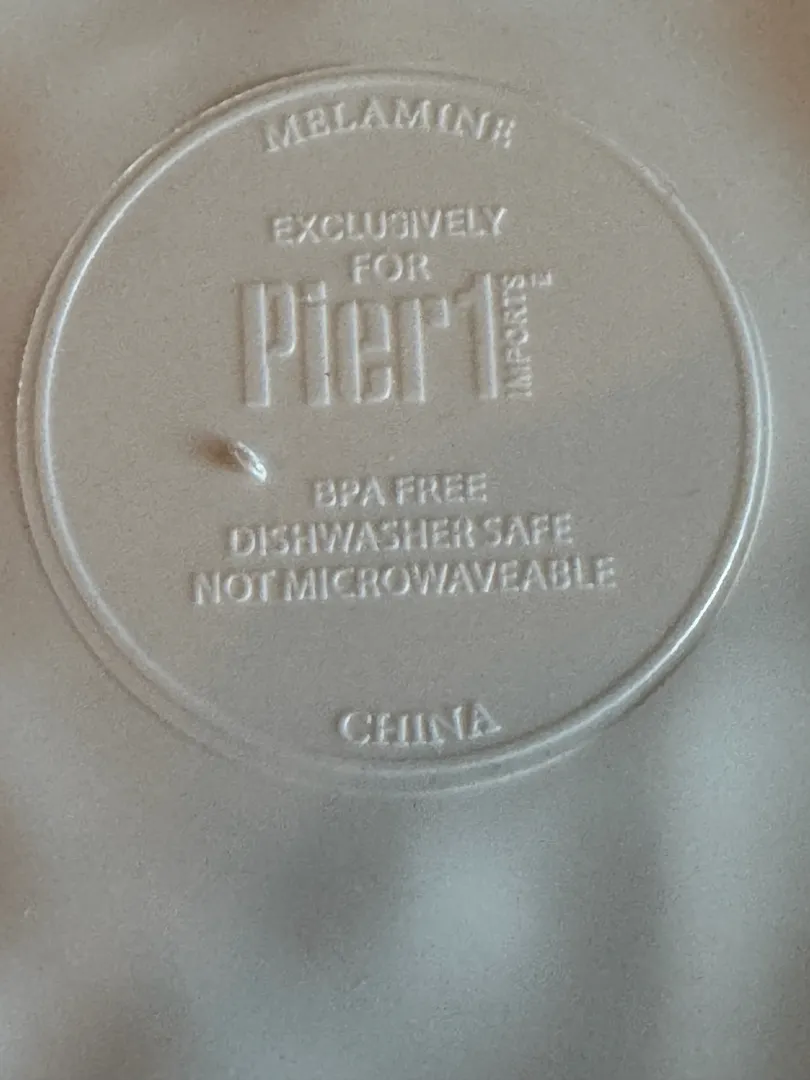 MELAMINE
EXCLUSIVELY
FOR
Pier1 IMPORTS
BPA FREE
DISHWASHER SAFE
NOT MICROWAVEABLE
CHINA